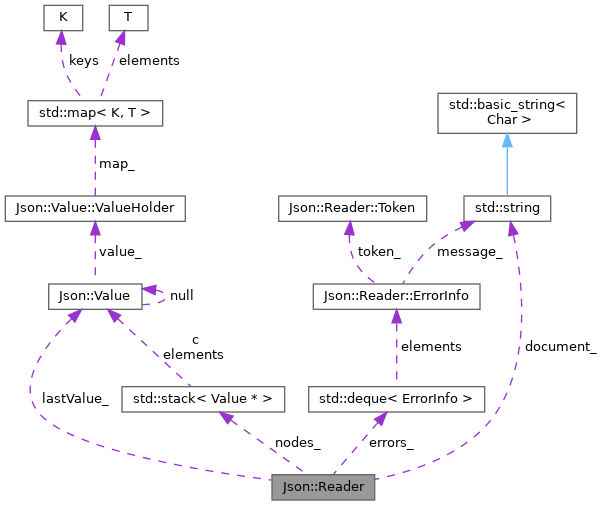 K
T
keys
elements
std::basic_string<
Char >
std::map< K, T >
map_
Json::Value::ValueHolder
Json::Reader::Token
std::string
value_
token_
message_
Json::Value
null
Json::Reader::ErrorInfo
c
elements
elements
document_
lastValue_
std::stack< Value * >
std::deque< ErrorInfo >
nodes_
errors_
Json::Reader